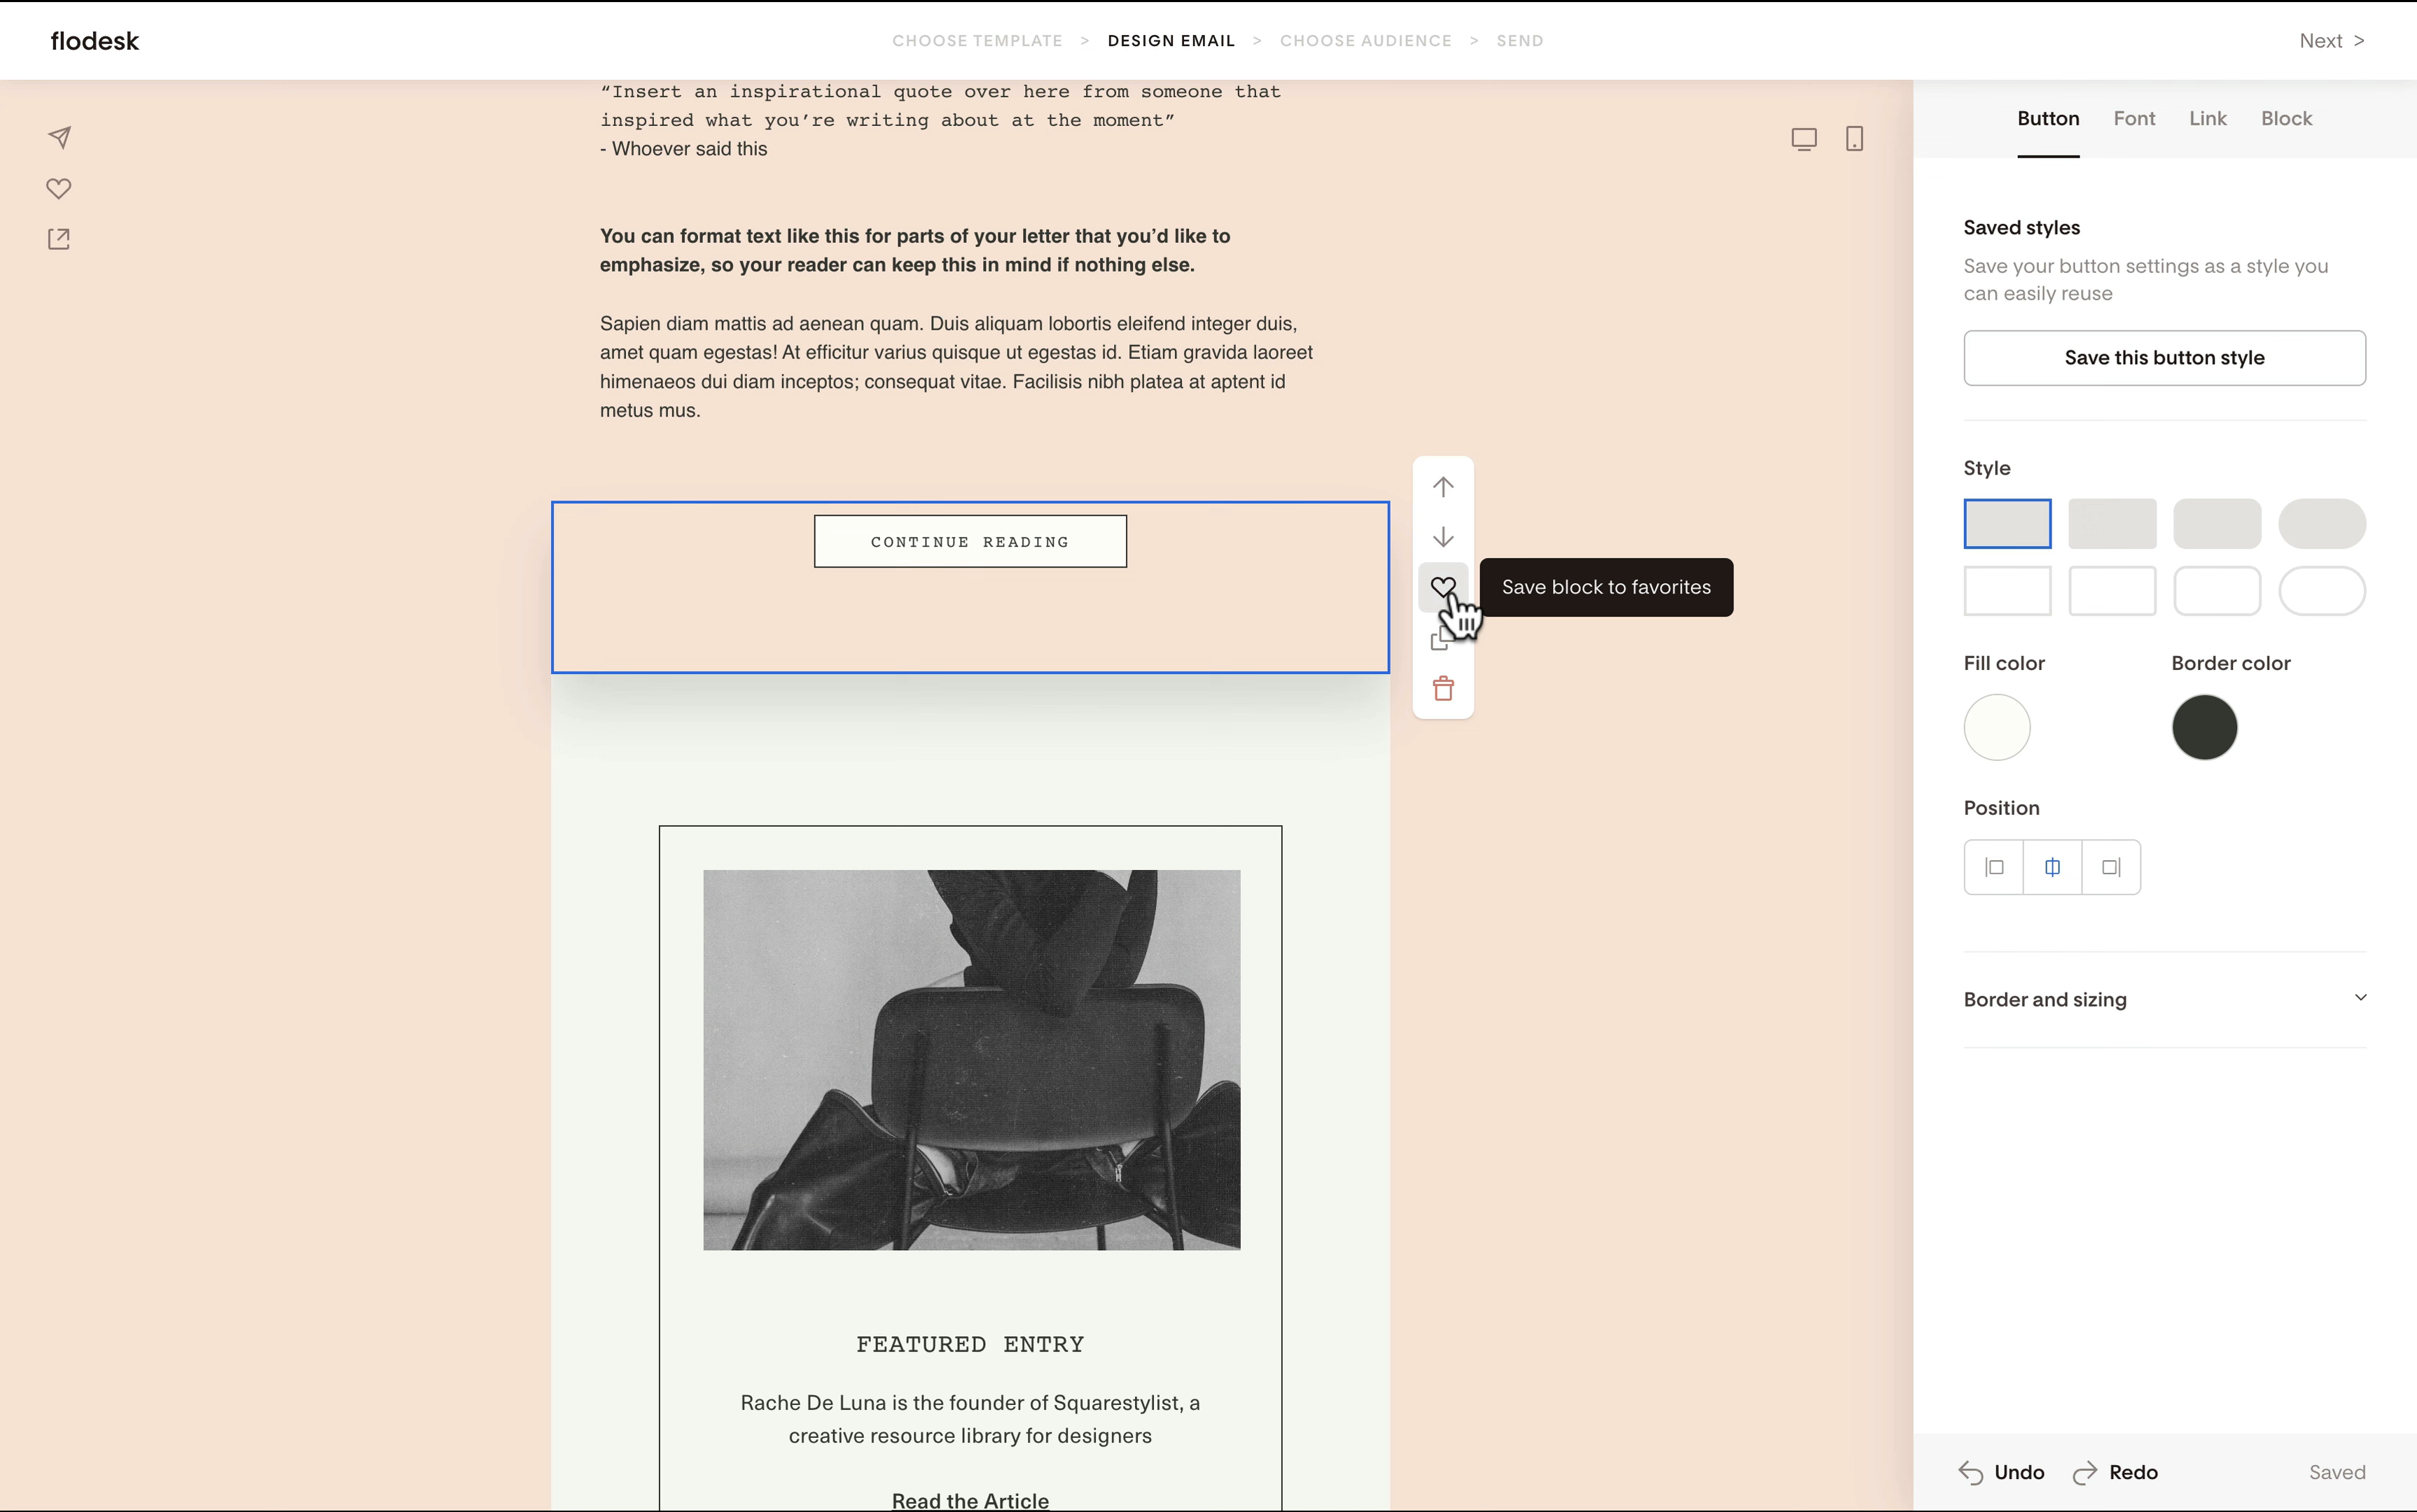 flodesk
CHOOSE TEMPLATE > DESIGN EMAIL > CHOOSE AUDIENCE > SEND
Next >
“Insert an inspirational quote over here from someone that
inspired what you’re writing about at the moment”
- Whoever said this
You can format text like this for parts of your letter that you’d like to
emphasize, so your reader can keep this in mind if nothing else.
Sapien diam mattis ad aenean quam. Duis aliquam lobortis eleifend integer duis,
amet quam egestas! At efficitur varius quisque ut egestas id. Etiam gravida laoreet
himenaeos dui diam inceptos; consequat vitae. Facilisis nibh platea at aptent id
metus mus.
CONTINUE READING
Save block to favorites
FEATURED ENTRY
Rache De Luna is the founder of Squarestylist, a
creative resource library for designers
Read the Article
Button Font Link Block
Saved styles
Save your button settings as a style you
can easily reuse
Save this button style
Style
Fill color Border color
Position
Border and sizing
Undo Redo Saved